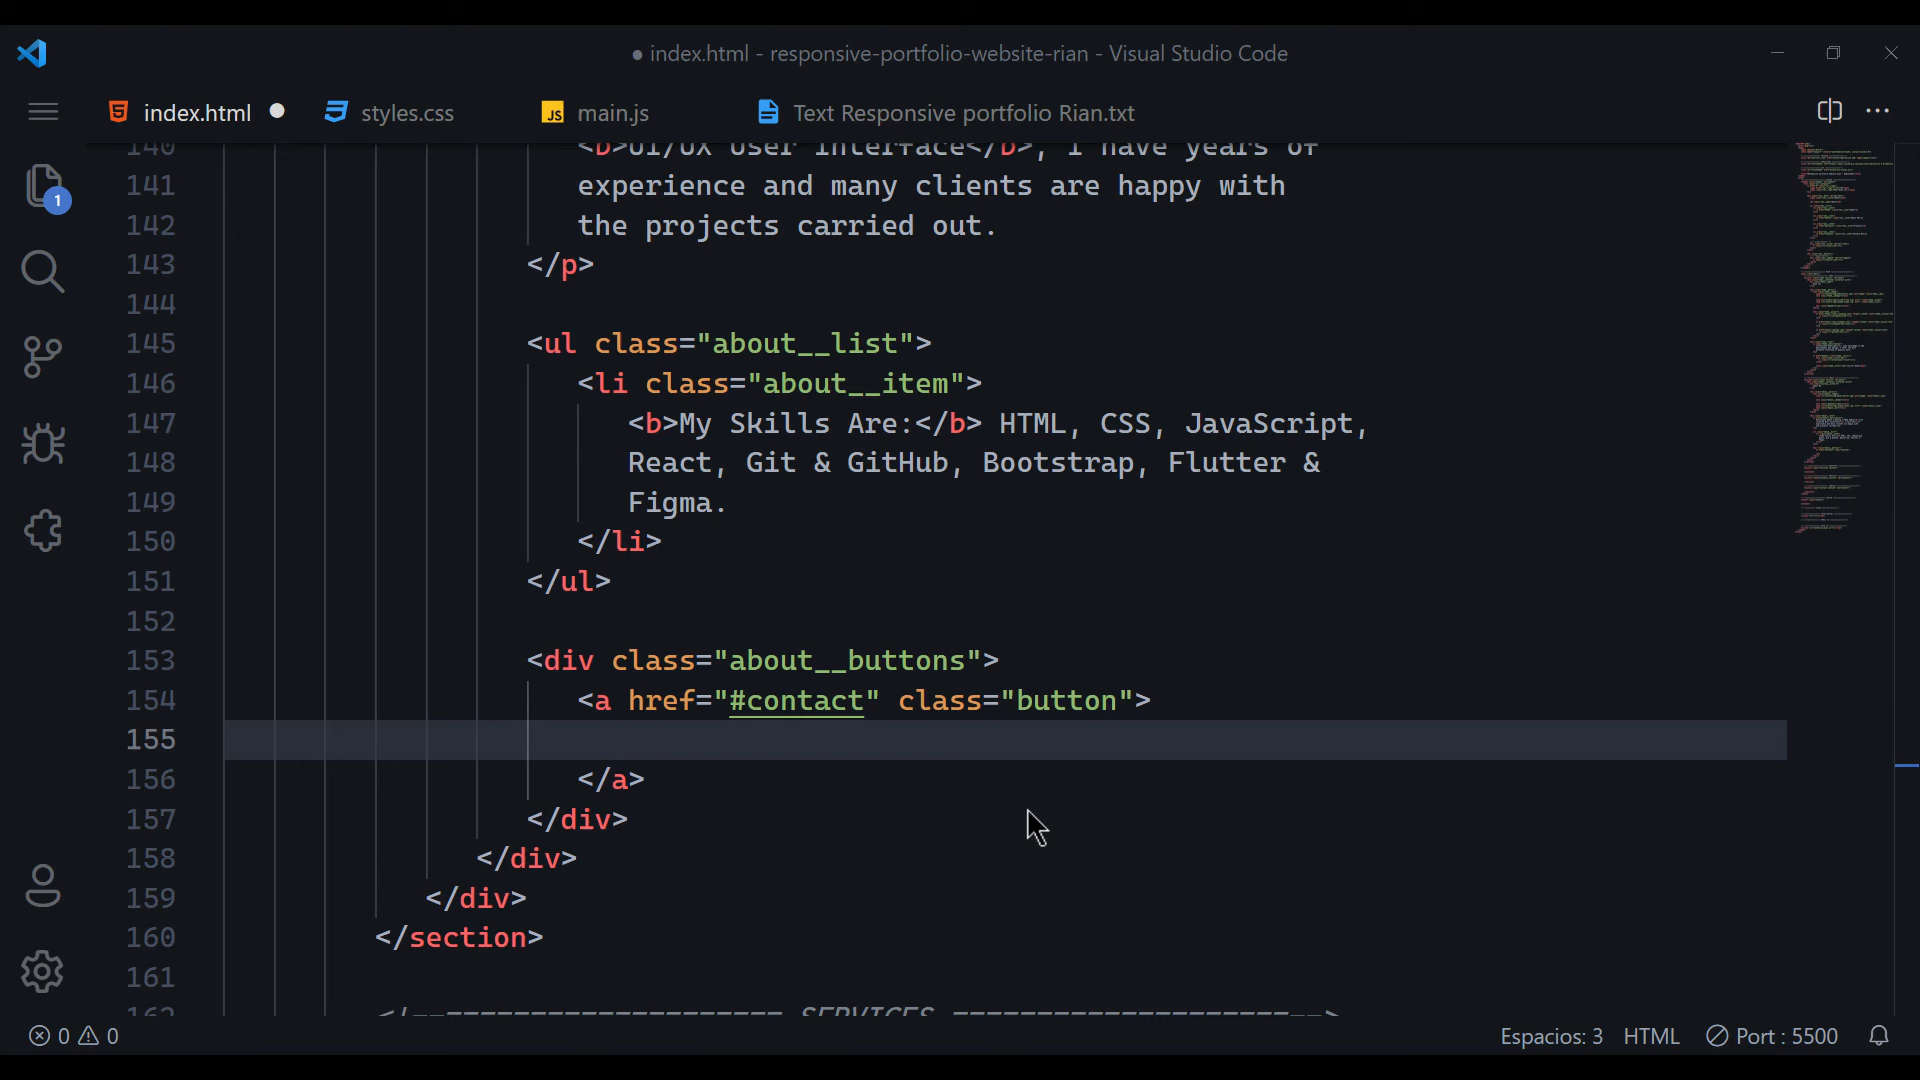 ● index.html - responsive-portfolio-website-rian - Visual Studio Code
index.html ● styles.css JS main.js Text Responsive portfolio Rian.txt
140 <b>UI/UX user interface</b>, I have years of
141 experience and many clients are happy with
142 the projects carried out.
143 </p>
144
145 <ul class="about__list">
146 <li class="about__item">
147 <b>My Skills Are:</b> HTML, CSS, JavaScript,
148 React, Git & GitHub, Bootstrap, Flutter &
149 Figma.
150 </li>
151 </ul>
152
153 <div class="about__buttons">
154 <a href="#contact" class="button">
155
156 </a>
157 </div>
158 </div>
159 </div>
160 </section>
161
162 <!--==================== SERVICES ====================-->
1
0 0
Espacios: 3 HTML Port : 5500